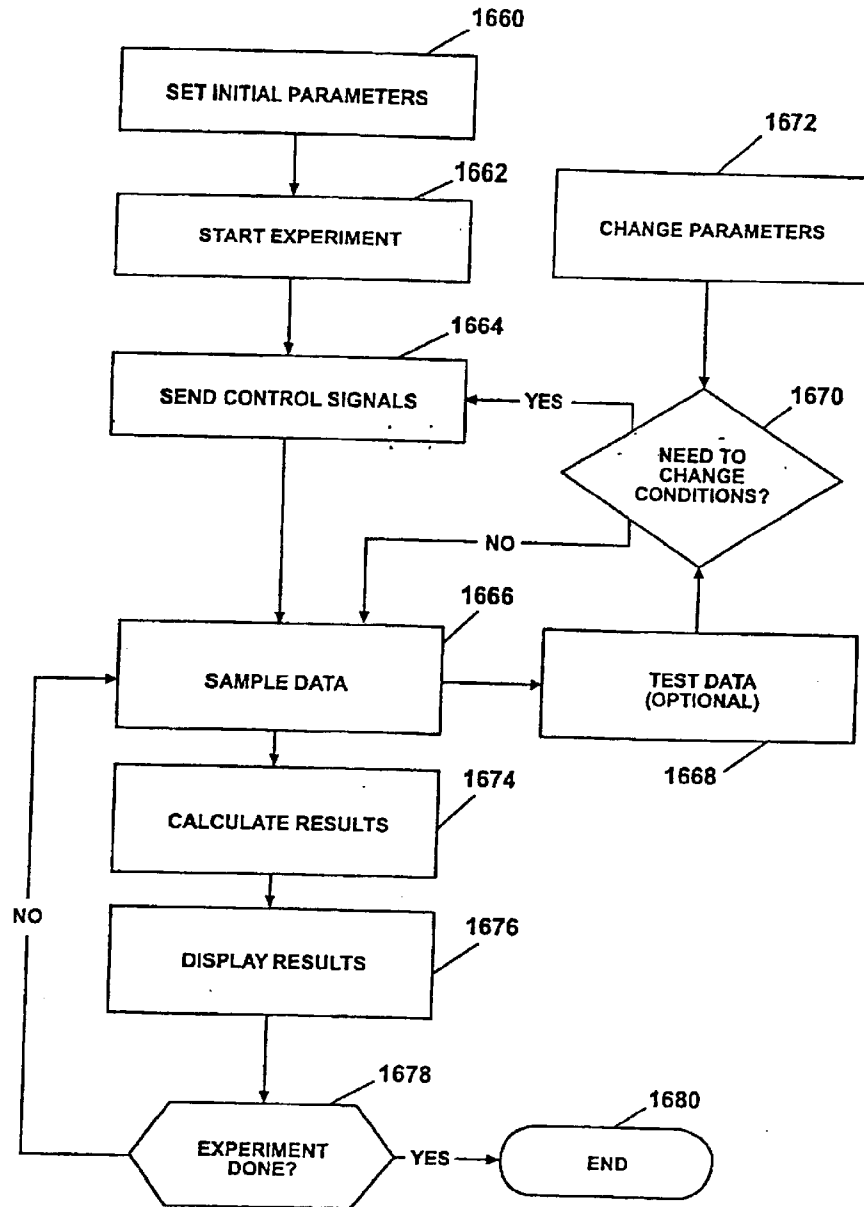 1660
SET INITIAL PARAMETERS
1662
START EXPERIMENT
1672
CHANGE PARAMETERS
1664
SEND CONTROL SIGNALS
YES
1670
NEED TO
CHANGE
CONDITIONS?
NO
1666
SAMPLE DATA
TEST DATA
(OPTIONAL)
1668
1674
CALCULATE RESULTS
NO
1676
DISPLAY RESULTS
1678
EXPERIMENT
DONE?
YES
1680
END